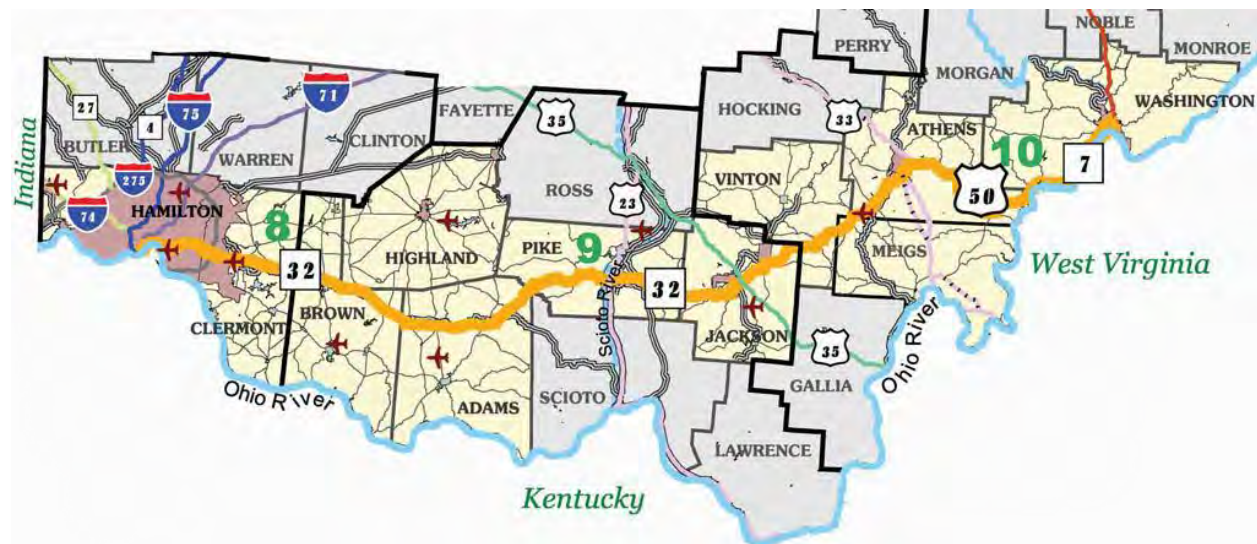 NOBLE
PERRY
MONROE
MORGAN
27
75
71
FAYETTE
35
HOCKING
33
WASHINGTON
4
BUTLER
WARREN
CLINTON
ATHENS
10
7
Indiana
275
ROSS
VINTON
50
74
HAMILTON
23
8
HIGHLAND
PIKE
9
MEIGS
32
32
West Virginia
CLERMONT
BROWN
Scioto River
JACKSON
35
GALLIA
Ohio River
Ohio River
ADAMS
SCIOTO
LAWRENCE
Kentucky